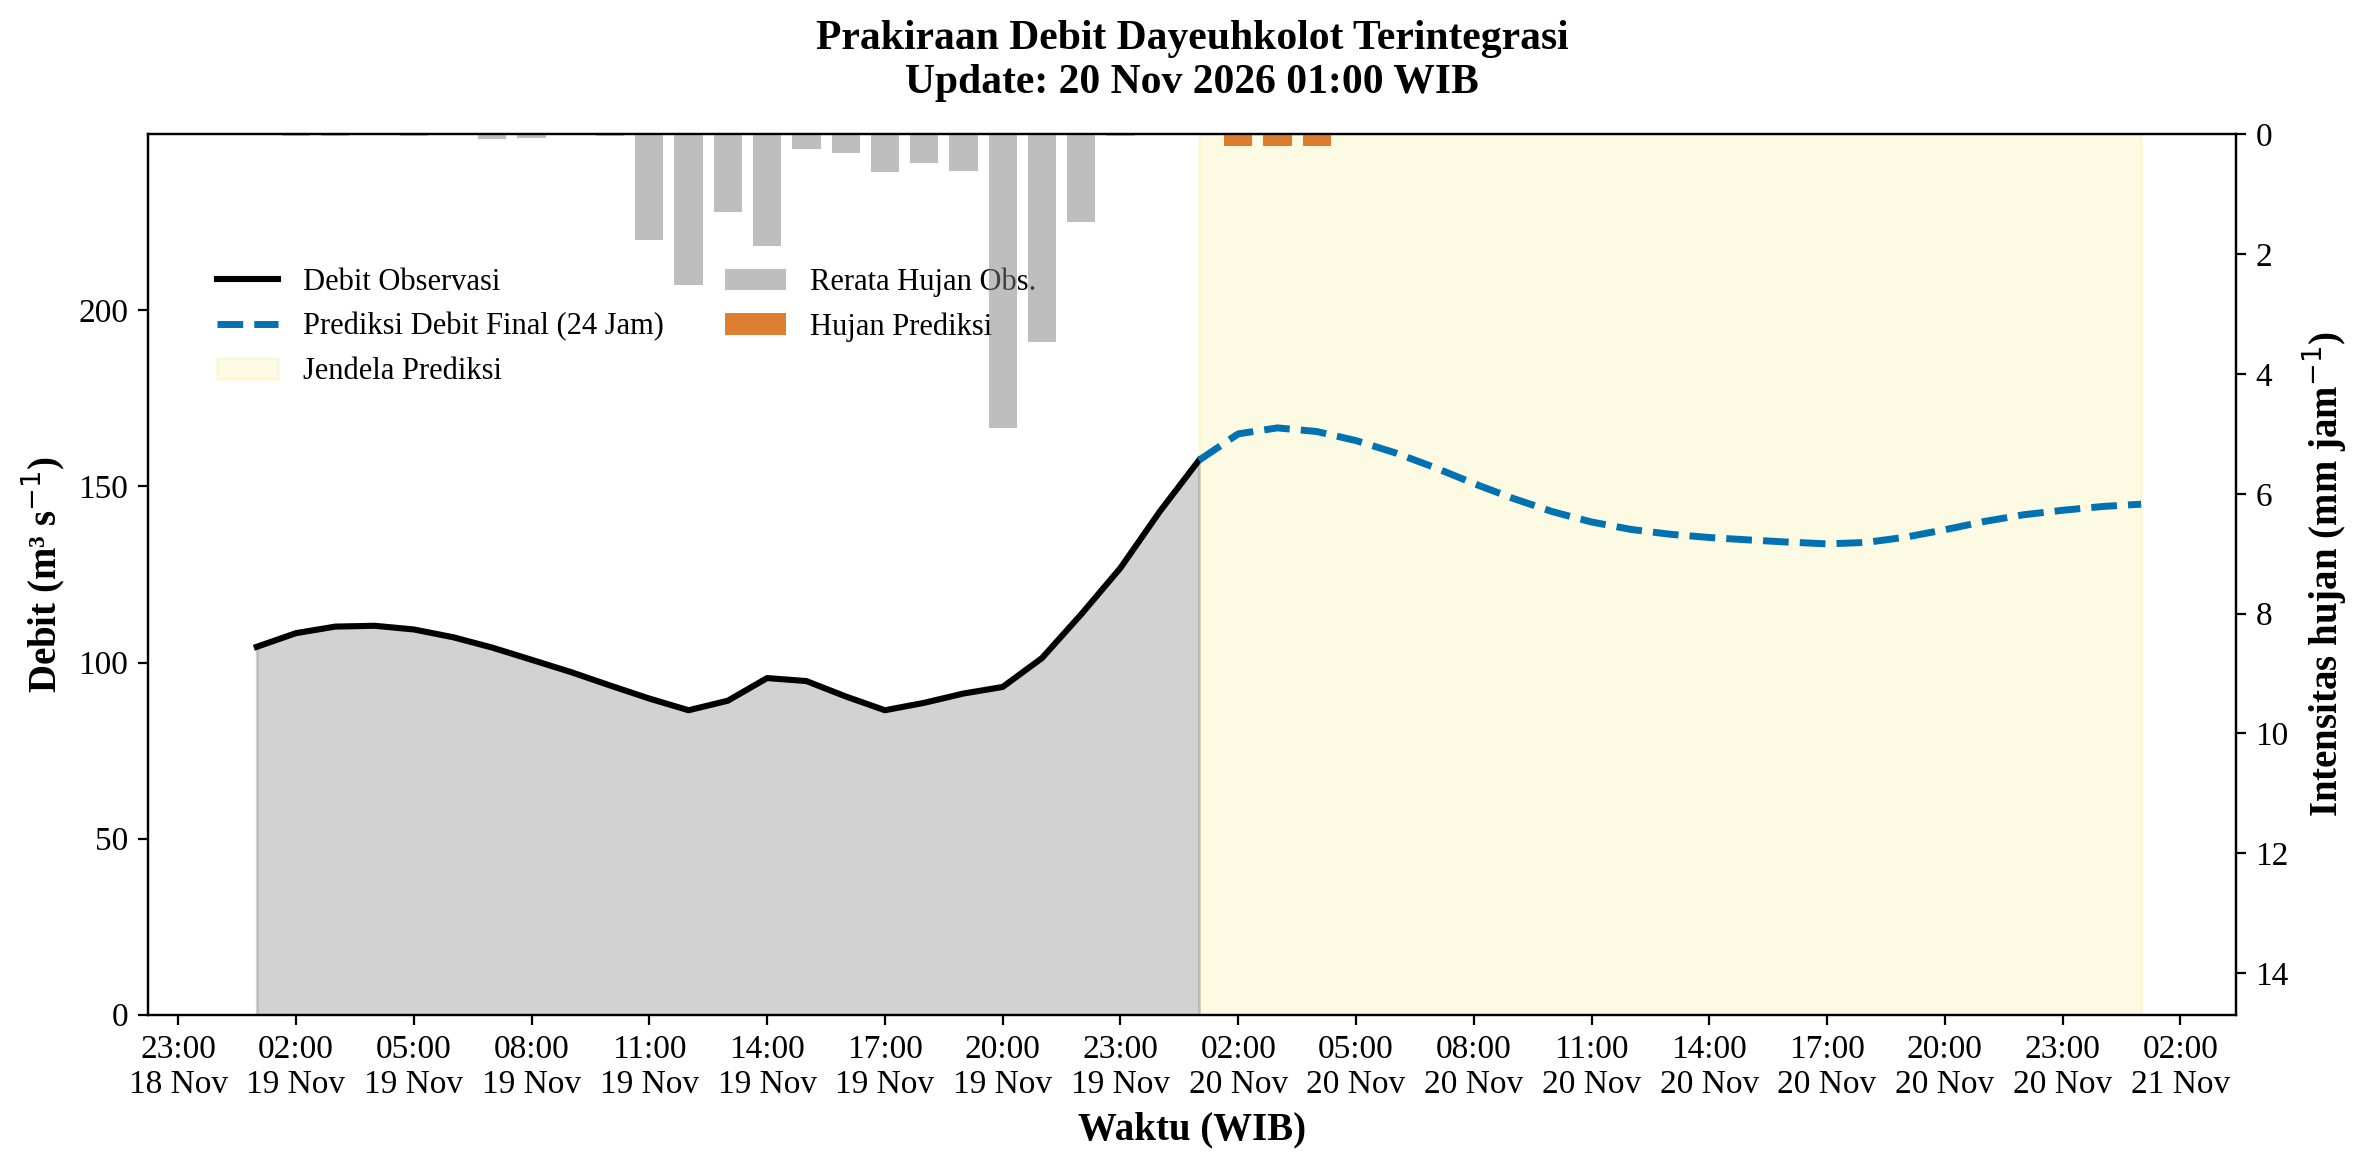 Prakiraan Debit Dayeuhkolot Terintegrasi
Update: 20 Nov 2026 01:00 WIB
Debit Observasi
Prediksi Debit Final (24 Jam)
Jendela Prediksi
Rerata Hujan Obs.
Hujan Prediksi
Debit (m³ s⁻¹)
200
150
100
50
0
0
2
4
6
8
10
12
14
Intensitas hujan (mm jam⁻¹)
23:00 02:00 05:00 08:00 11:00 14:00 17:00 20:00 23:00 02:00 05:00 08:00 11:00 14:00 17:00 20:00 23:00 02:00
18 Nov 19 Nov 19 Nov 19 Nov 19 Nov 19 Nov 19 Nov 19 Nov 19 Nov 20 Nov 20 Nov 20 Nov 20 Nov 20 Nov 20 Nov 20 Nov 20 Nov 21 Nov
Waktu (WIB)